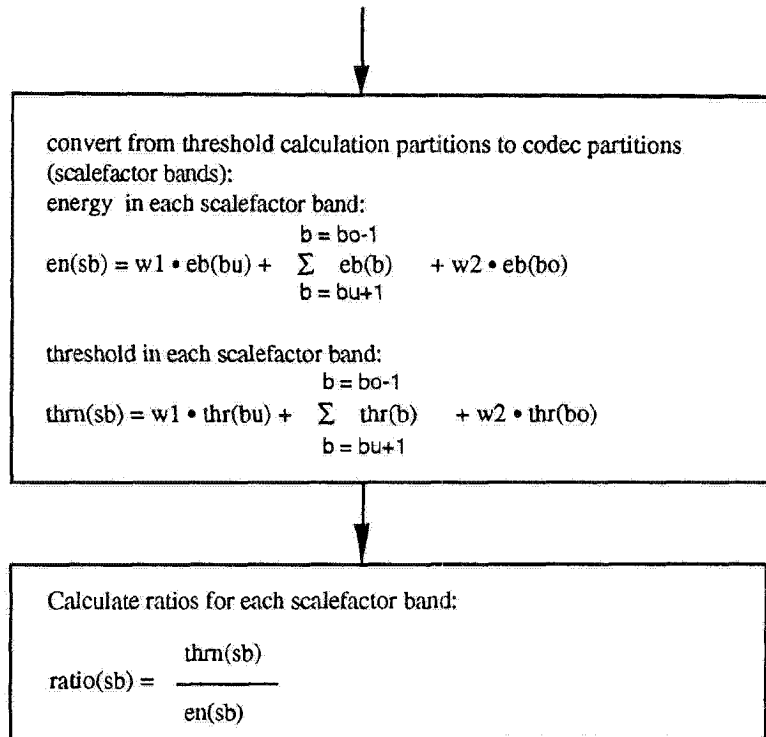 convert from threshold calculation partitions to codec partitions
(scalefactor bands):
energy in each scalefactor band:
b = bo-1
en(sb) = w1 • eb(bu) + Σ eb(b) + w2 • eb(bo)
b = bu+1
threshold in each scalefactor band:
b = bo-1
thrn(sb) = w1 • thr(bu) + Σ thr(b) + w2 • thr(bo)
b = bu+1
Calculate ratios for each scalefactor band:
thrn(sb)
ratio(sb) =
en(sb)